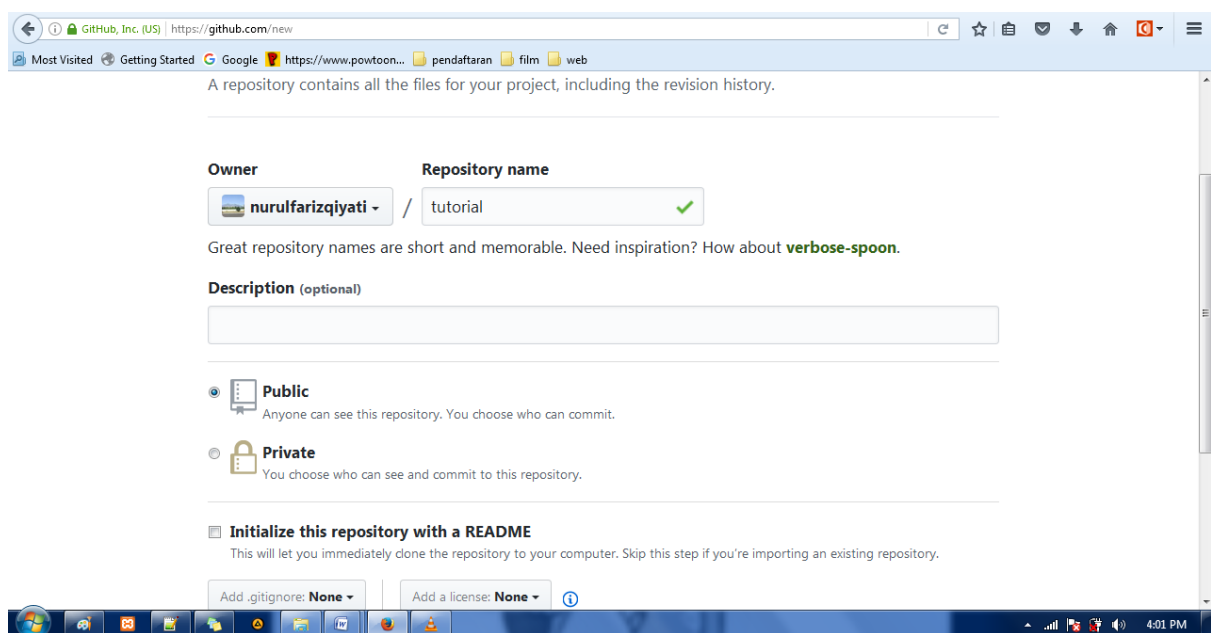 GitHub, Inc. (US) https://github.com/new
Most Visited Getting Started Google https://www.powtoon... pendaftaran film web
A repository contains all the files for your project, including the revision history.
Owner Repository name
nurulfarizqiyati / tutorial
Great repository names are short and memorable. Need inspiration? How about verbose-spoon.
Description (optional)
Public
Anyone can see this repository. You choose who can commit.
Private
You choose who can see and commit to this repository.
Initialize this repository with a README
This will let you immediately clone the repository to your computer. Skip this step if you're importing an existing repository.
Add .gitignore: None Add a license: None
4:01 PM